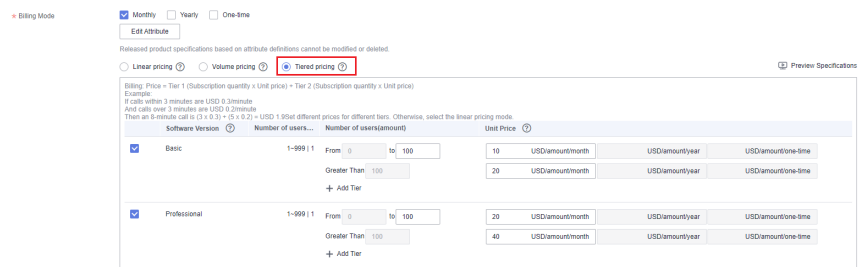 * Billing Mode
Monthly Yearly One-time
Edit Attribute
Released product specifications based on attribute definitions cannot be modified or deleted.
Linear pricing ? Volume pricing ? Tiered pricing ? Preview Specifications
Billing: Price = Tier 1 (Subscription quantity x Unit price) + Tier 2 (Subscription quantity x Unit price)
Example:
If calls within 3 minutes are USD 0.3/minute
And calls over 3 minutes are USD 0.2/minute
Then an 8-minute call is (3 x 0.3) + (5 x 0.2) = USD 1.9Set different prices for different tiers. Otherwise, select the linear pricing mode.
Software Version ? Number of users... Number of users(amount) Unit Price ?
Basic 1~999 | 1 From 0 to 100 10 USD/amount/month USD/amount/year USD/amount/one-time
Greater Than 100 20 USD/amount/month USD/amount/year USD/amount/one-time
+ Add Tier
Professional 1~999 | 1 From 0 to 100 20 USD/amount/month USD/amount/year USD/amount/one-time
Greater Than 100 40 USD/amount/month USD/amount/year USD/amount/one-time
+ Add Tier